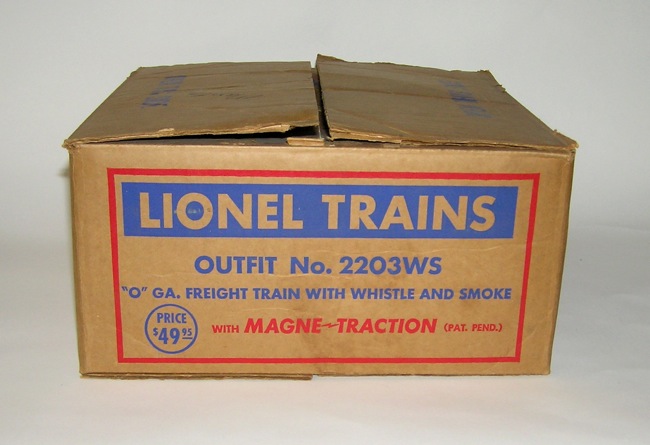 LIONEL TRAINS
OUTFIT No. 2203WS
"O" GA. FREIGHT TRAIN WITH WHISTLE AND SMOKE
PRICE
$49.95
WITH MAGNE-TRACTION (PAT. PEND.)